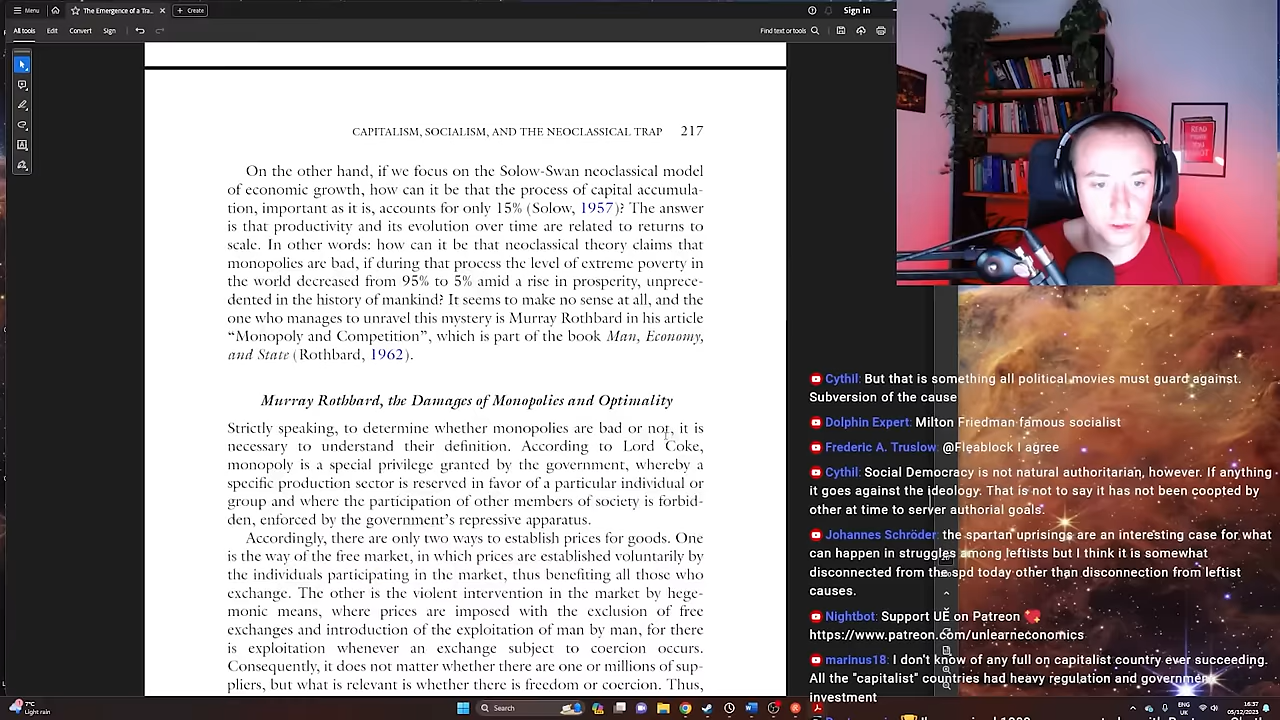 Menu
The Emergence of a Tra...
+ Create
Sign in
All tools Edit Convert Sign
Find text or tools
CAPITALISM, SOCIALISM, AND THE NEOCLASSICAL TRAP 217
On the other hand, if we focus on the Solow-Swan neoclassical model
of economic growth, how can it be that the process of capital accumula-
tion, important as it is, accounts for only 15% (Solow, 1957)? The answer
is that productivity and its evolution over time are related to returns to
scale. In other words: how can it be that neoclassical theory claims that
monopolies are bad, if during that process the level of extreme poverty in
the world decreased from 95% to 5% amid a rise in prosperity, unprece-
dented in the history of mankind? It seems to make no sense at all, and the
one who manages to unravel this mystery is Murray Rothbard in his article
“Monopoly and Competition”, which is part of the book Man, Economy,
and State (Rothbard, 1962).
Murray Rothbard, the Damages of Monopolies and Optimality
Strictly speaking, to determine whether monopolies are bad or not, it is
necessary to understand their definition. According to Lord Coke,
monopoly is a special privilege granted by the government, whereby a
specific production sector is reserved in favor of a particular individual or
group and where the participation of other members of society is forbid-
den, enforced by the government's repressive apparatus.
Accordingly, there are only two ways to establish prices for goods. One
is the way of the free market, in which prices are established voluntarily by
the individuals participating in the market, thus benefiting all those who
exchange. The other is the violent intervention in the market by hege-
monic means, where prices are imposed with the exclusion of free
exchanges and introduction of the exploitation of man by man, for there
is exploitation whenever an exchange subject to coercion occurs.
Consequently, it does not matter whether there are one or millions of sup-
pliers, but what is relevant is whether there is freedom or coercion. Thus,
READ
Cythil: But that is something all political movies must guard against.
Subversion of the cause
Dolphin Expert: Milton Friedman famous socialist
Frederic A. Truslow: @Fleablock I agree
Cythil: Social Democracy is not natural authoritarian, however. If anything
it goes against the ideology. That is not to say it has not been coopted by
other at time to server authorial goals.
Johannes Schröder: the spartan uprisings are an interesting case for what
can happen in struggles among leftists but I think it is somewhat
disconnected from the spd today other than disconnection from leftist
causes.
Nightbot: Support UE on Patreon 💖
https://www.patreon.com/unlearneconomics
marinus18: I don't know of any full on capitalist country ever succeeding.
All the "capitalist" countries had heavy regulation and government
investment
7°C
Light rain
Search
ENG
UK
16:37
05/12/2023